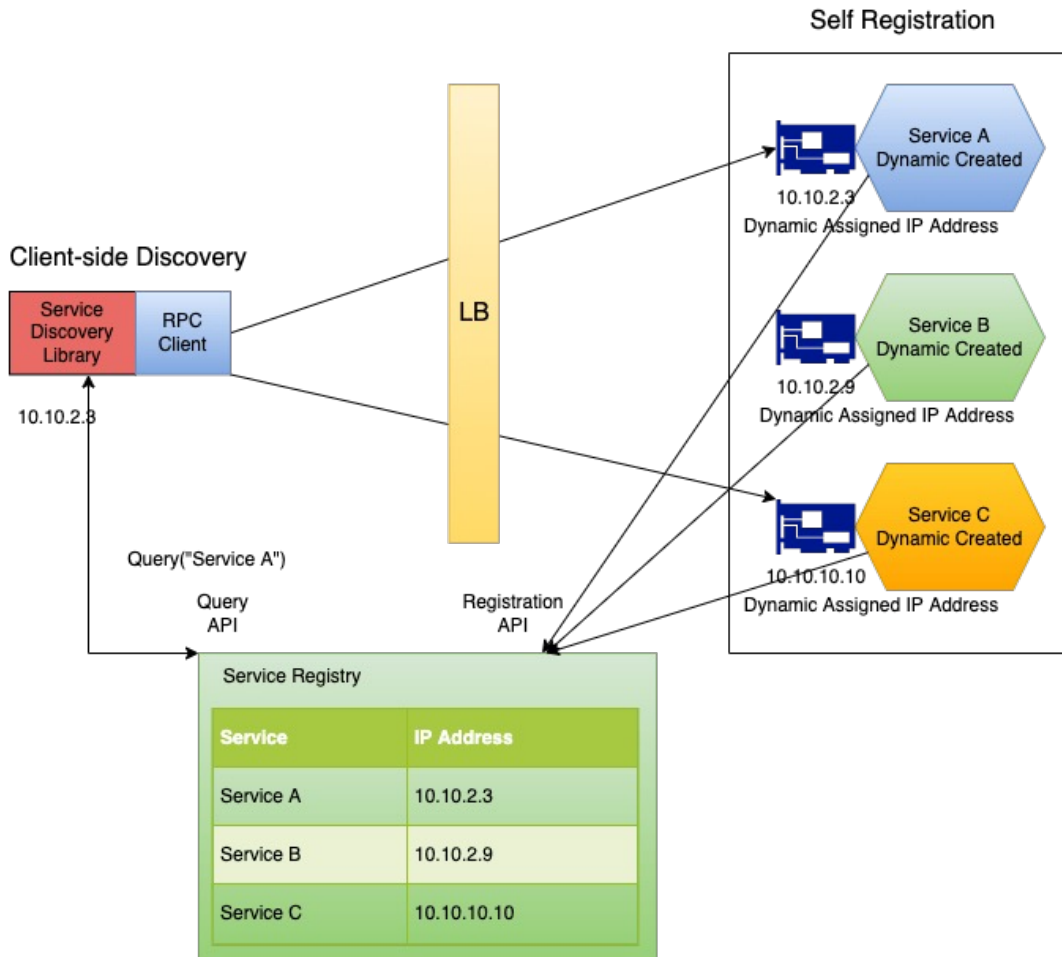 Self Registration
Service A
Dynamic Created
10.10.2.3
Dynamic Assigned IP Address
Client-side Discovery
Service
Discovery
Library
RPC
Client
LB
10.10.2.3
Service B
Dynamic Created
10.10.2.9
Dynamic Assigned IP Address
Service C
Dynamic Created
10.10.10.10
Dynamic Assigned IP Address
Query("Service A")
Query
API
Registration
API
Service Registry
Service IP Address
Service A 10.10.2.3
Service B 10.10.2.9
Service C 10.10.10.10